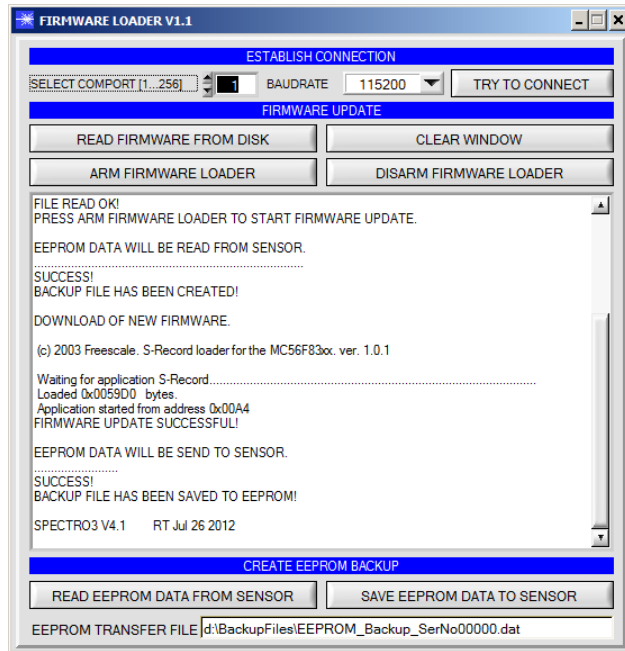 FIRMWARE LOADER V1.1
ESTABLISH CONNECTION
SELECT COMPORT [1...256] 1 BAUDRATE 115200 TRY TO CONNECT
FIRMWARE UPDATE
READ FIRMWARE FROM DISK CLEAR WINDOW
ARM FIRMWARE LOADER DISARM FIRMWARE LOADER
FILE READ OK!
PRESS ARM FIRMWARE LOADER TO START FIRMWARE UPDATE.
EEPROM DATA WILL BE READ FROM SENSOR.
..........................................................................................
SUCCESS!
BACKUP FILE HAS BEEN CREATED!
DOWNLOAD OF NEW FIRMWARE.
(c) 2003 Freescale. S-Record loader for the MC56F83xx. ver. 1.0.1
Waiting for application S-Record.............................................................................................................
Loaded 0x0059D0 bytes.
Application started from address 0x00A4
FIRMWARE UPDATE SUCCESSFUL!
EEPROM DATA WILL BE SEND TO SENSOR.
............................
SUCCESS!
BACKUP FILE HAS BEEN SAVED TO EEPROM!
SPECTRO3 V4.1 RT Jul 26 2012
CREATE EEPROM BACKUP
READ EEPROM DATA FROM SENSOR SAVE EEPROM DATA TO SENSOR
EEPROM TRANSFER FILE d:\BackupFiles\EEPROM_Backup_SerNo00000.dat